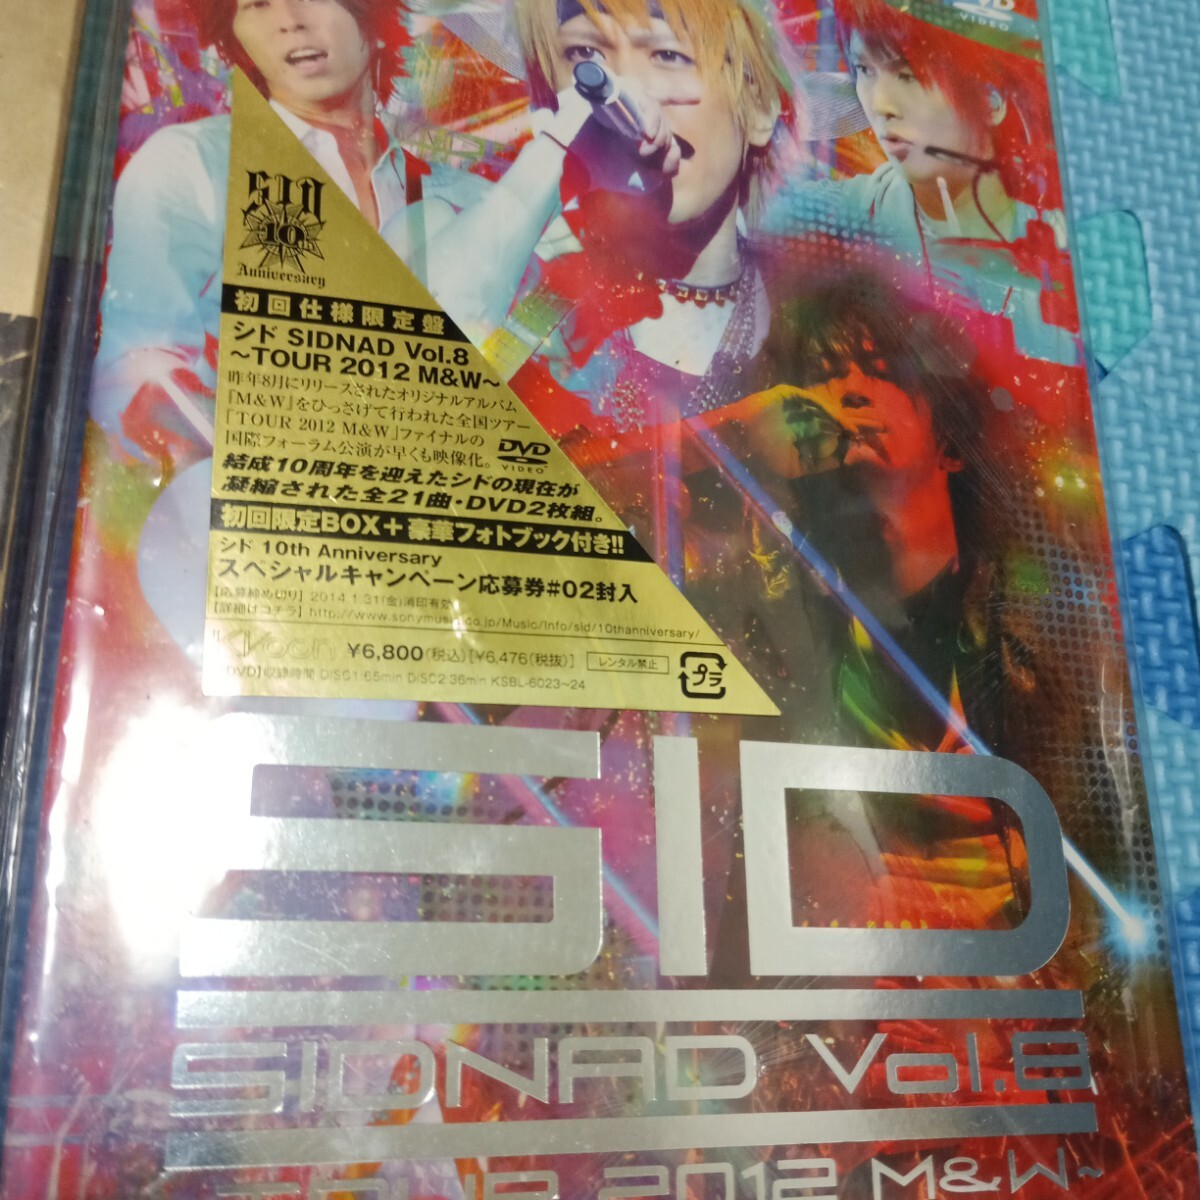 VIDEO
SID
10
Anniversary
初回仕様限定盤
シド SIDNAD Vol.8
～TOUR 2012 M&W～
昨年8月にリリースされたオリジナルアルバム
『M&W』をひっさげて行われた全国ツアー
「TOUR 2012 M&W」ファイナルの
国際フォーラム公演が早くも映像化。
DVD
VIDEO
結成10周年を迎えたシドの現在が
凝縮された全21曲・DVD2枚組。
初回限定BOX＋豪華フォトブック付き!!
シド 10th Anniversary
スペシャルキャンペーン応募券#02封入
【応募締め切り】2014.1.31(金)消印有効
【詳細はコチラ】http://www.sonymusic.co.jp/Music/Info/sid/10thanniversary/
Ki/oon ¥6,800(税込)[¥6,476(税抜)] レンタル禁止
プラ
DVD】収録時間 DISC1:65min DISC2:36min KSBL-6023～24
SID
SIDNAD Vol.8
TOUR 2012 M&W～